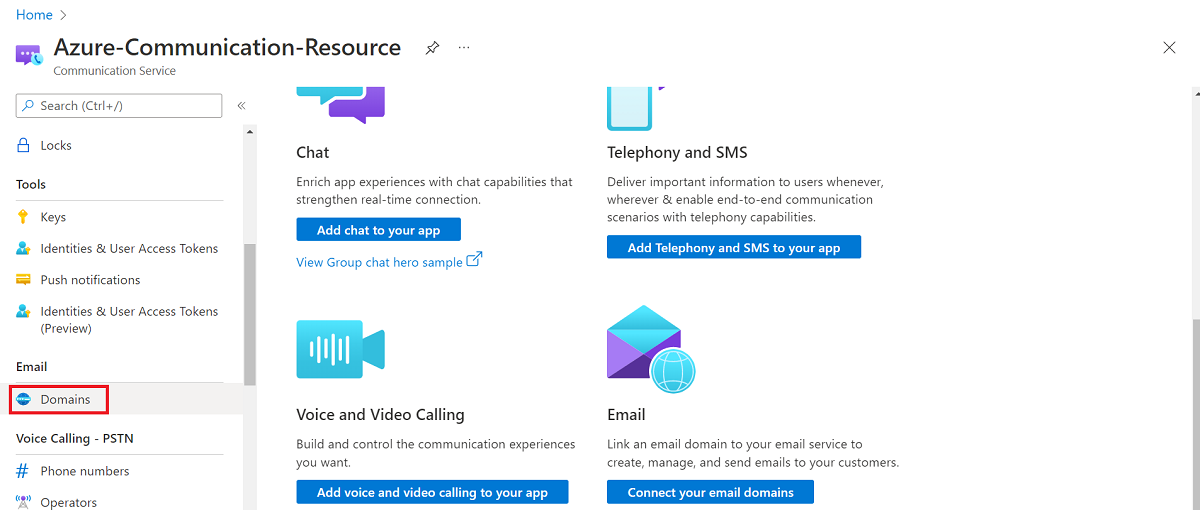 Home
Azure-Communication-Resource
Communication Service
Search (Ctrl+/)
Locks
Tools
Keys
Identities & User Access Tokens
Push notifications
Identities & User Access Tokens
(Preview)
Email
Domains
Voice Calling - PSTN
Phone numbers
Operators
Chat
Enrich app experiences with chat capabilities that
strengthen real-time connection.
Add chat to your app
View Group chat hero sample
Telephony and SMS
Deliver important information to users whenever,
wherever & enable end-to-end communication
scenarios with telephony capabilities.
Add Telephony and SMS to your app
Voice and Video Calling
Build and control the communication experiences
you want.
Add voice and video calling to your app
Email
Link an email domain to your email service to
create, manage, and send emails to your customers.
Connect your email domains